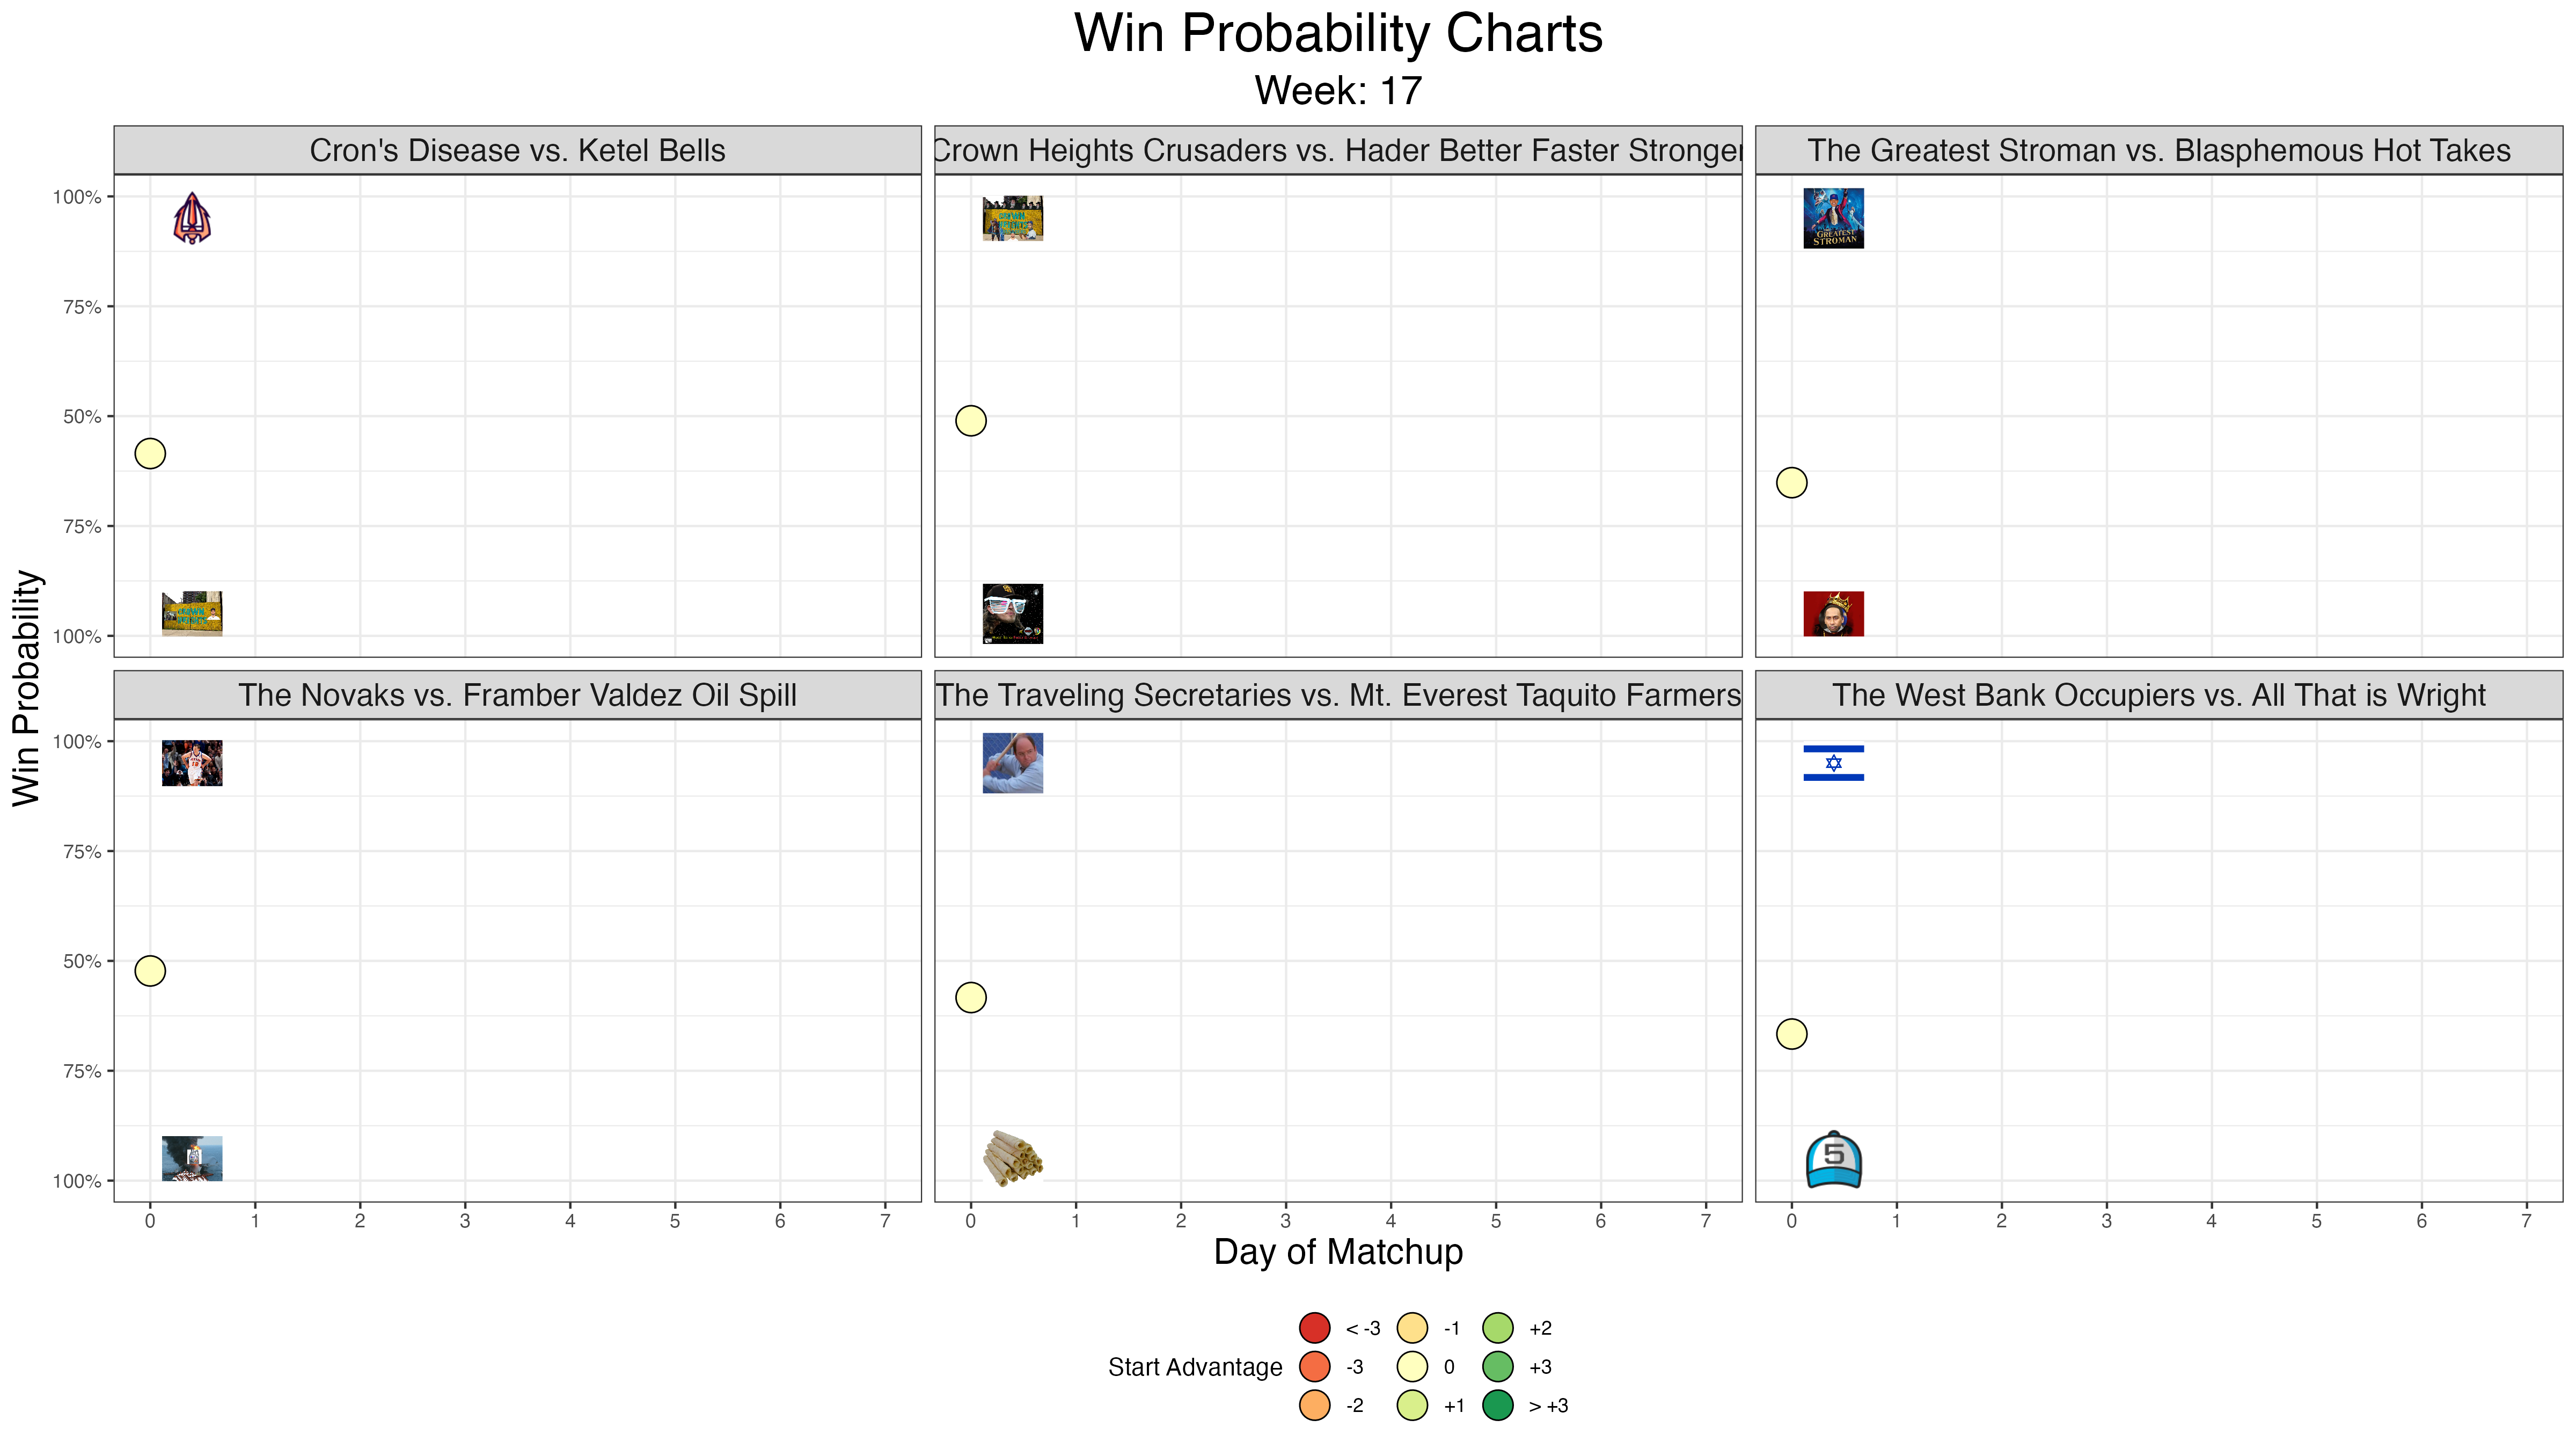 Win Probability Charts
Week: 17
Cron's Disease vs. Ketel Bells
Crown Heights Crusaders vs. Hader Better Faster Stronger
The Greatest Stroman vs. Blasphemous Hot Takes
100%
75%
50%
75%
100%
GREATEST
STROMAN
Win Probability
The Novaks vs. Framber Valdez Oil Spill
The Traveling Secretaries vs. Mt. Everest Taquito Farmers
The West Bank Occupiers vs. All That is Wright
100%
75%
50%
75%
100%
5
0 1 2 3 4 5 6 7
0 1 2 3 4 5 6 7
0 1 2 3 4 5 6 7
Day of Matchup
Start Advantage
< -3
-3
-2
-1
0
+1
+2
+3
> +3